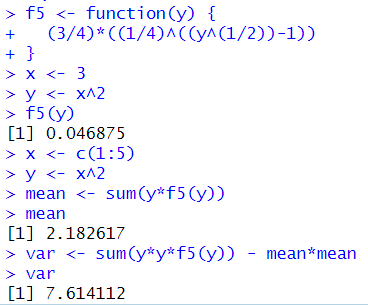 > f5 <- function(y) {
+   (3/4)*((1/4)^((y^(1/2))-1))
+ }
> x <- 3
> y <- x^2
> f5(y)
[1] 0.046875
> x <- c(1:5)
> y <- x^2
> mean <- sum(y*f5(y))
> mean
[1] 2.182617
> var <- sum(y*y*f5(y)) - mean*mean
> var
[1] 7.614112